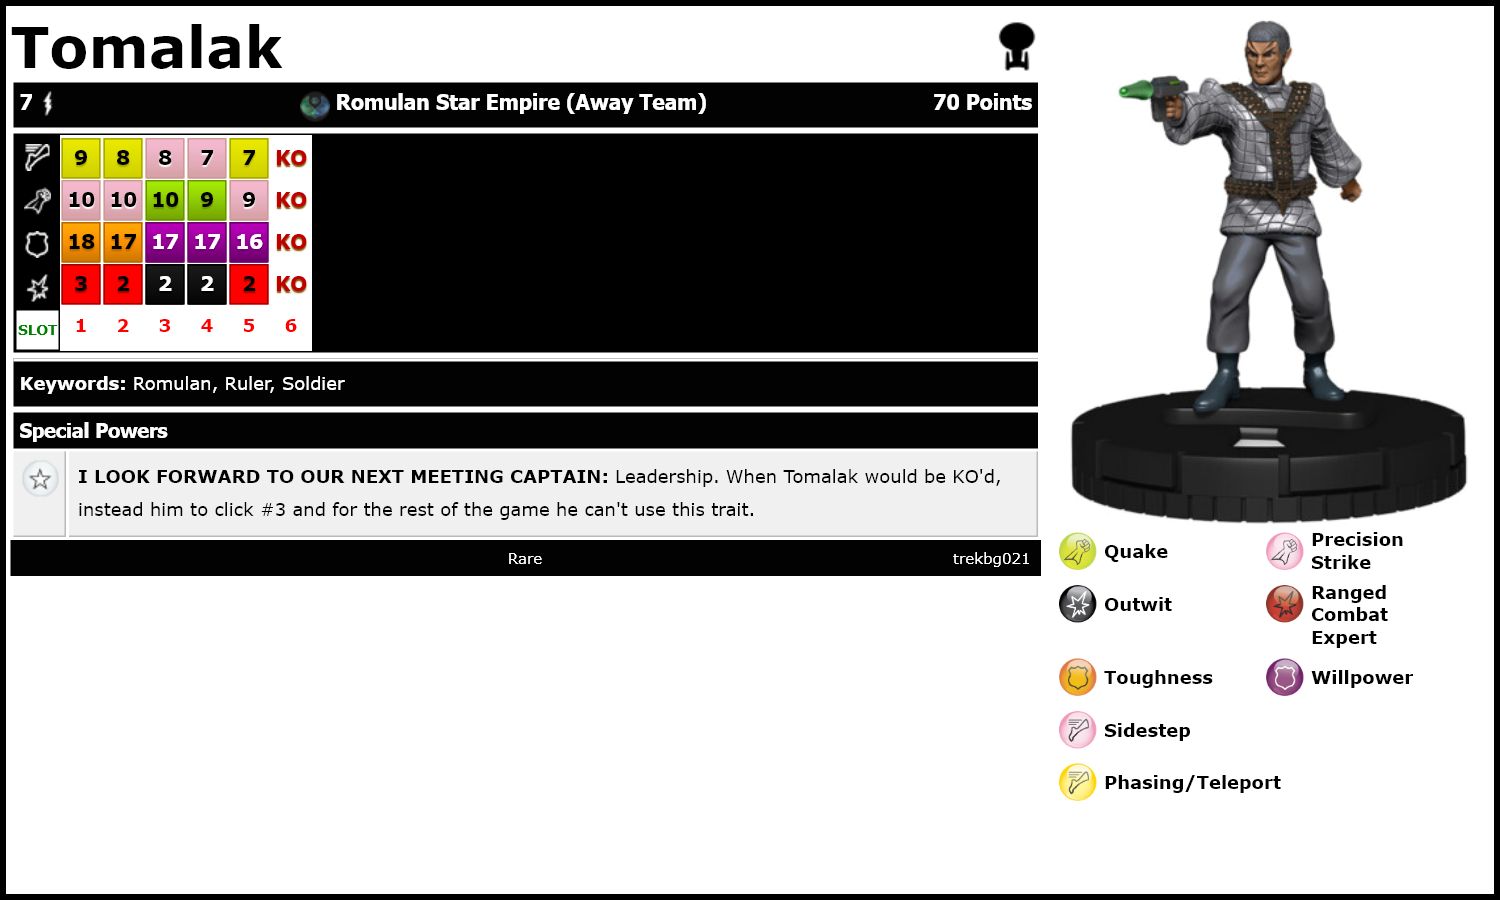 Tomalak
7 Romulan Star Empire (Away Team) 70 Points
9 8 8 7 7 KO
10 10 10 9 9 KO
18 17 17 17 16 KO
3 2 2 2 2 KO
SLOT 1 2 3 4 5 6
Keywords: Romulan, Ruler, Soldier
Special Powers
I LOOK FORWARD TO OUR NEXT MEETING CAPTAIN: Leadership. When Tomalak would be KO'd,
instead him to click #3 and for the rest of the game he can't use this trait.
Rare trekbg021
Quake
Precision
Strike
Outwit
Ranged
Combat
Expert
Toughness
Willpower
Sidestep
Phasing/Teleport